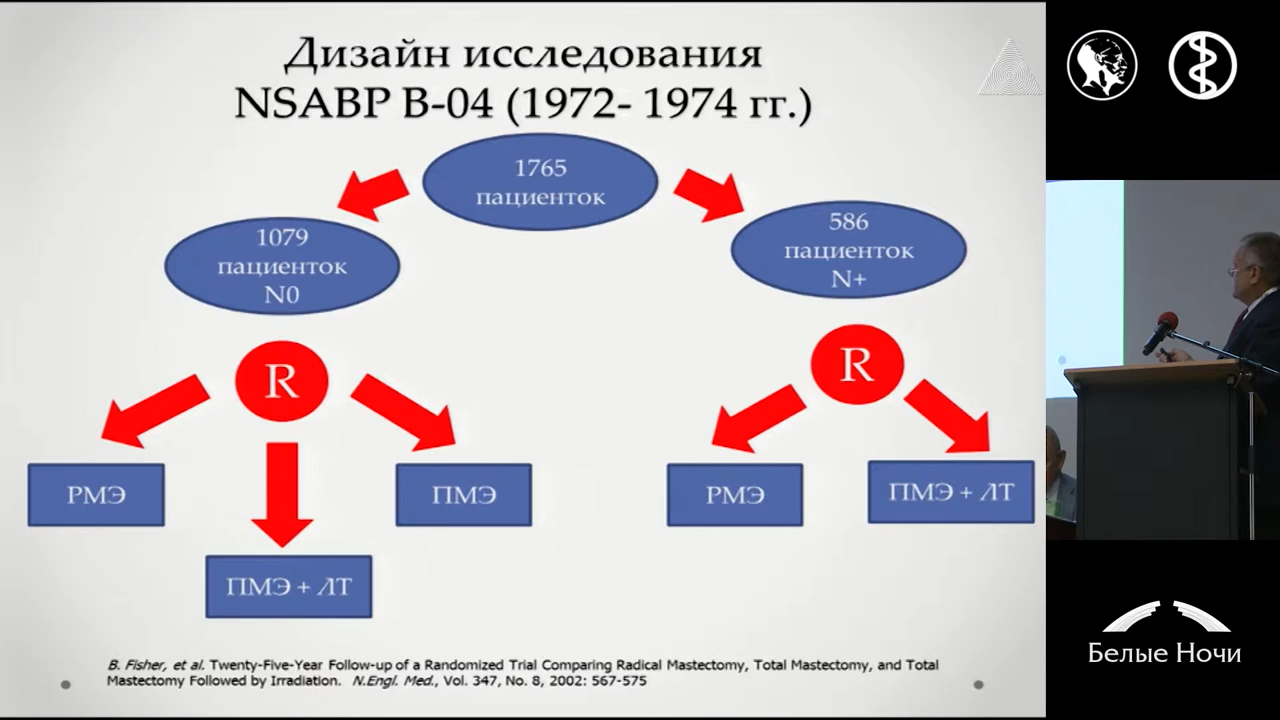 Дизайн исследования
NSABP B-04 (1972- 1974 гг.)
1765
пациенток
1079
пациенток
N0
586
пациенток
N+
R
R
РМЭ
ПМЭ
РМЭ
ПМЭ + ЛТ
ПМЭ + ЛТ
B. Fisher, et al. Twenty-Five-Year Follow-up of a Randomized Trial Comparing Radical Mastectomy, Total Mastectomy, and Total
Mastectomy Followed by Irradiation. N.Engl. Med., Vol. 347, No. 8, 2002: 567-575
Белые Ночи